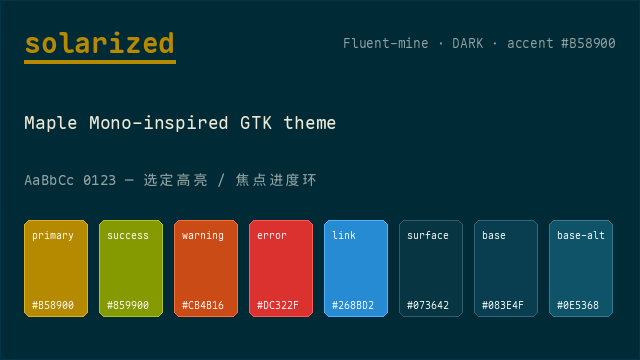 solarized
Fluent-mine · DARK · accent #B58900
Maple Mono-inspired GTK theme
AaBbCc 0123 — 选定高亮 / 焦点进度环
primary success warning error link surface base base-alt
#B58900 #859900 #CB4B16 #DC322F #268BD2 #073642 #083E4F #0E5368